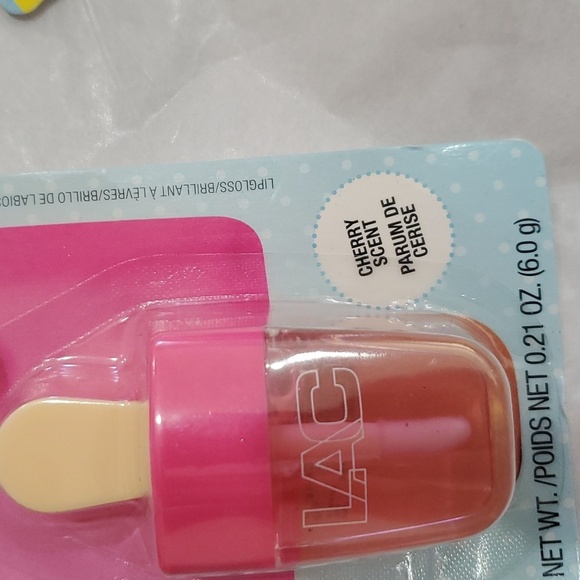 LIPGLOSS/BRILLANT À LÈVRES/BRILLO DE LABIOS
CHERRY
SCENT
PARUM DE
CERISE
LAC
NET WT. /POIDS NET 0.21 OZ. (6.0 g)